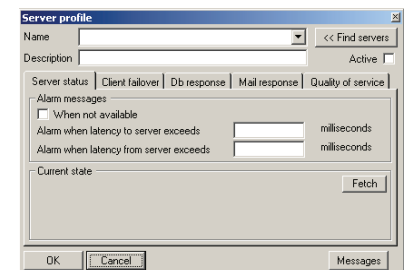 Server profile
Name << Find servers
Description Active
Server status Client failover Db response Mail response Quality of service
Alarm messages
When not available
Alarm when latency to server exceeds milliseconds
Alarm when latency from server exceeds milliseconds
Current state
Fetch
OK Cancel Messages